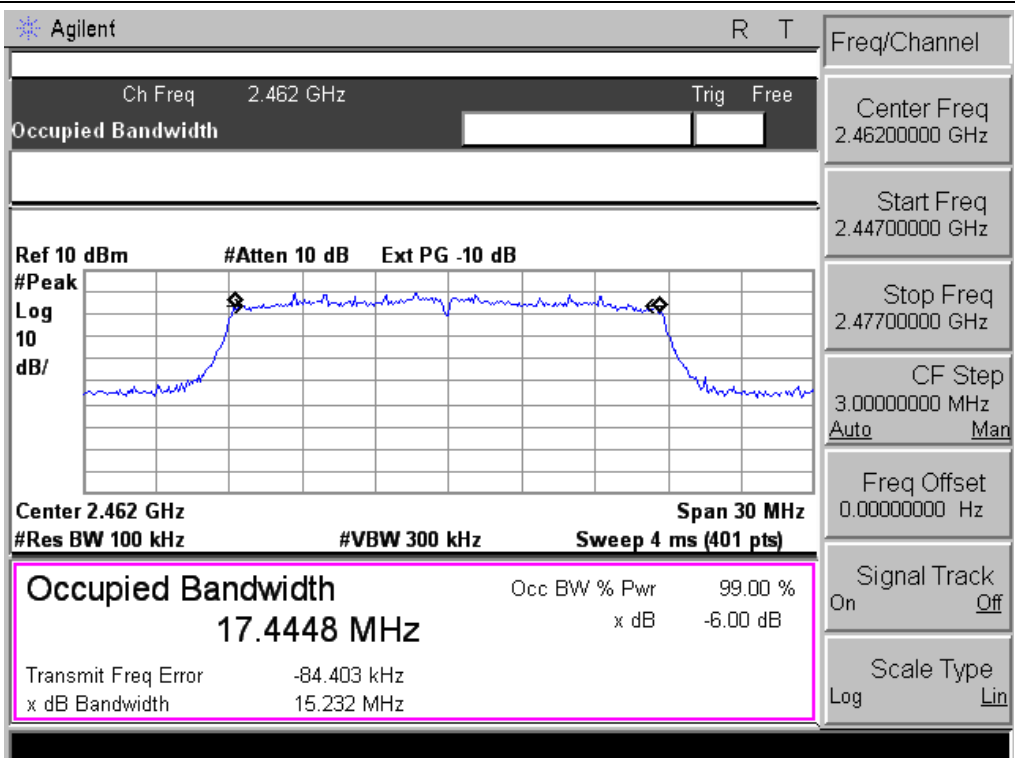 Agilent R T
Ch Freq 2.462 GHz Trig Free
Occupied Bandwidth
Ref 10 dBm #Atten 10 dB Ext PG -10 dB
#Peak
Log
10
dB/
Center 2.462 GHz Span 30 MHz
#Res BW 100 kHz #VBW 300 kHz Sweep 4 ms (401 pts)
Occupied Bandwidth Occ BW % Pwr 99.00 %
17.4448 MHz x dB -6.00 dB
Transmit Freq Error -84.403 kHz
x dB Bandwidth 15.232 MHz
Freq/Channel
Center Freq
2.46200000 GHz
Start Freq
2.44700000 GHz
Stop Freq
2.47700000 GHz
CF Step
3.00000000 MHz
Auto Man
Freq Offset
0.00000000 Hz
Signal Track
On Off
Scale Type
Log Lin